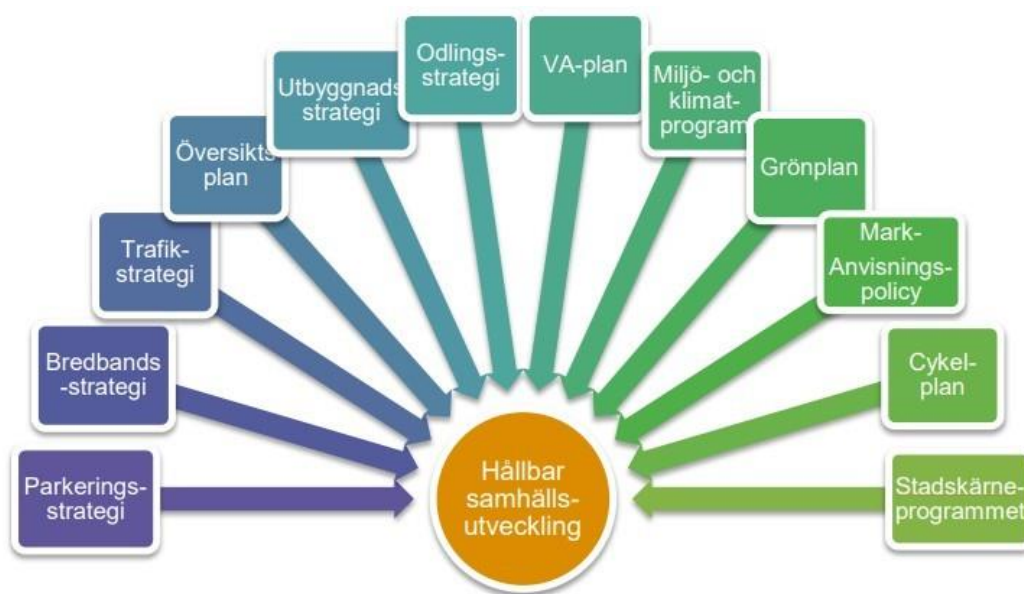 Parkerings-
strategi
Bredbands
-strategi
Trafik-
strategi
Översikts
plan
Utbyggnads
strategi
Odlings-
strategi
VA-plan
Miljö- och
klimat-
program
Grönplan
Mark-
Anvisnings-
policy
Cykel-
plan
Stadskärne-
programmet
Hållbar
samhälls-
utveckling